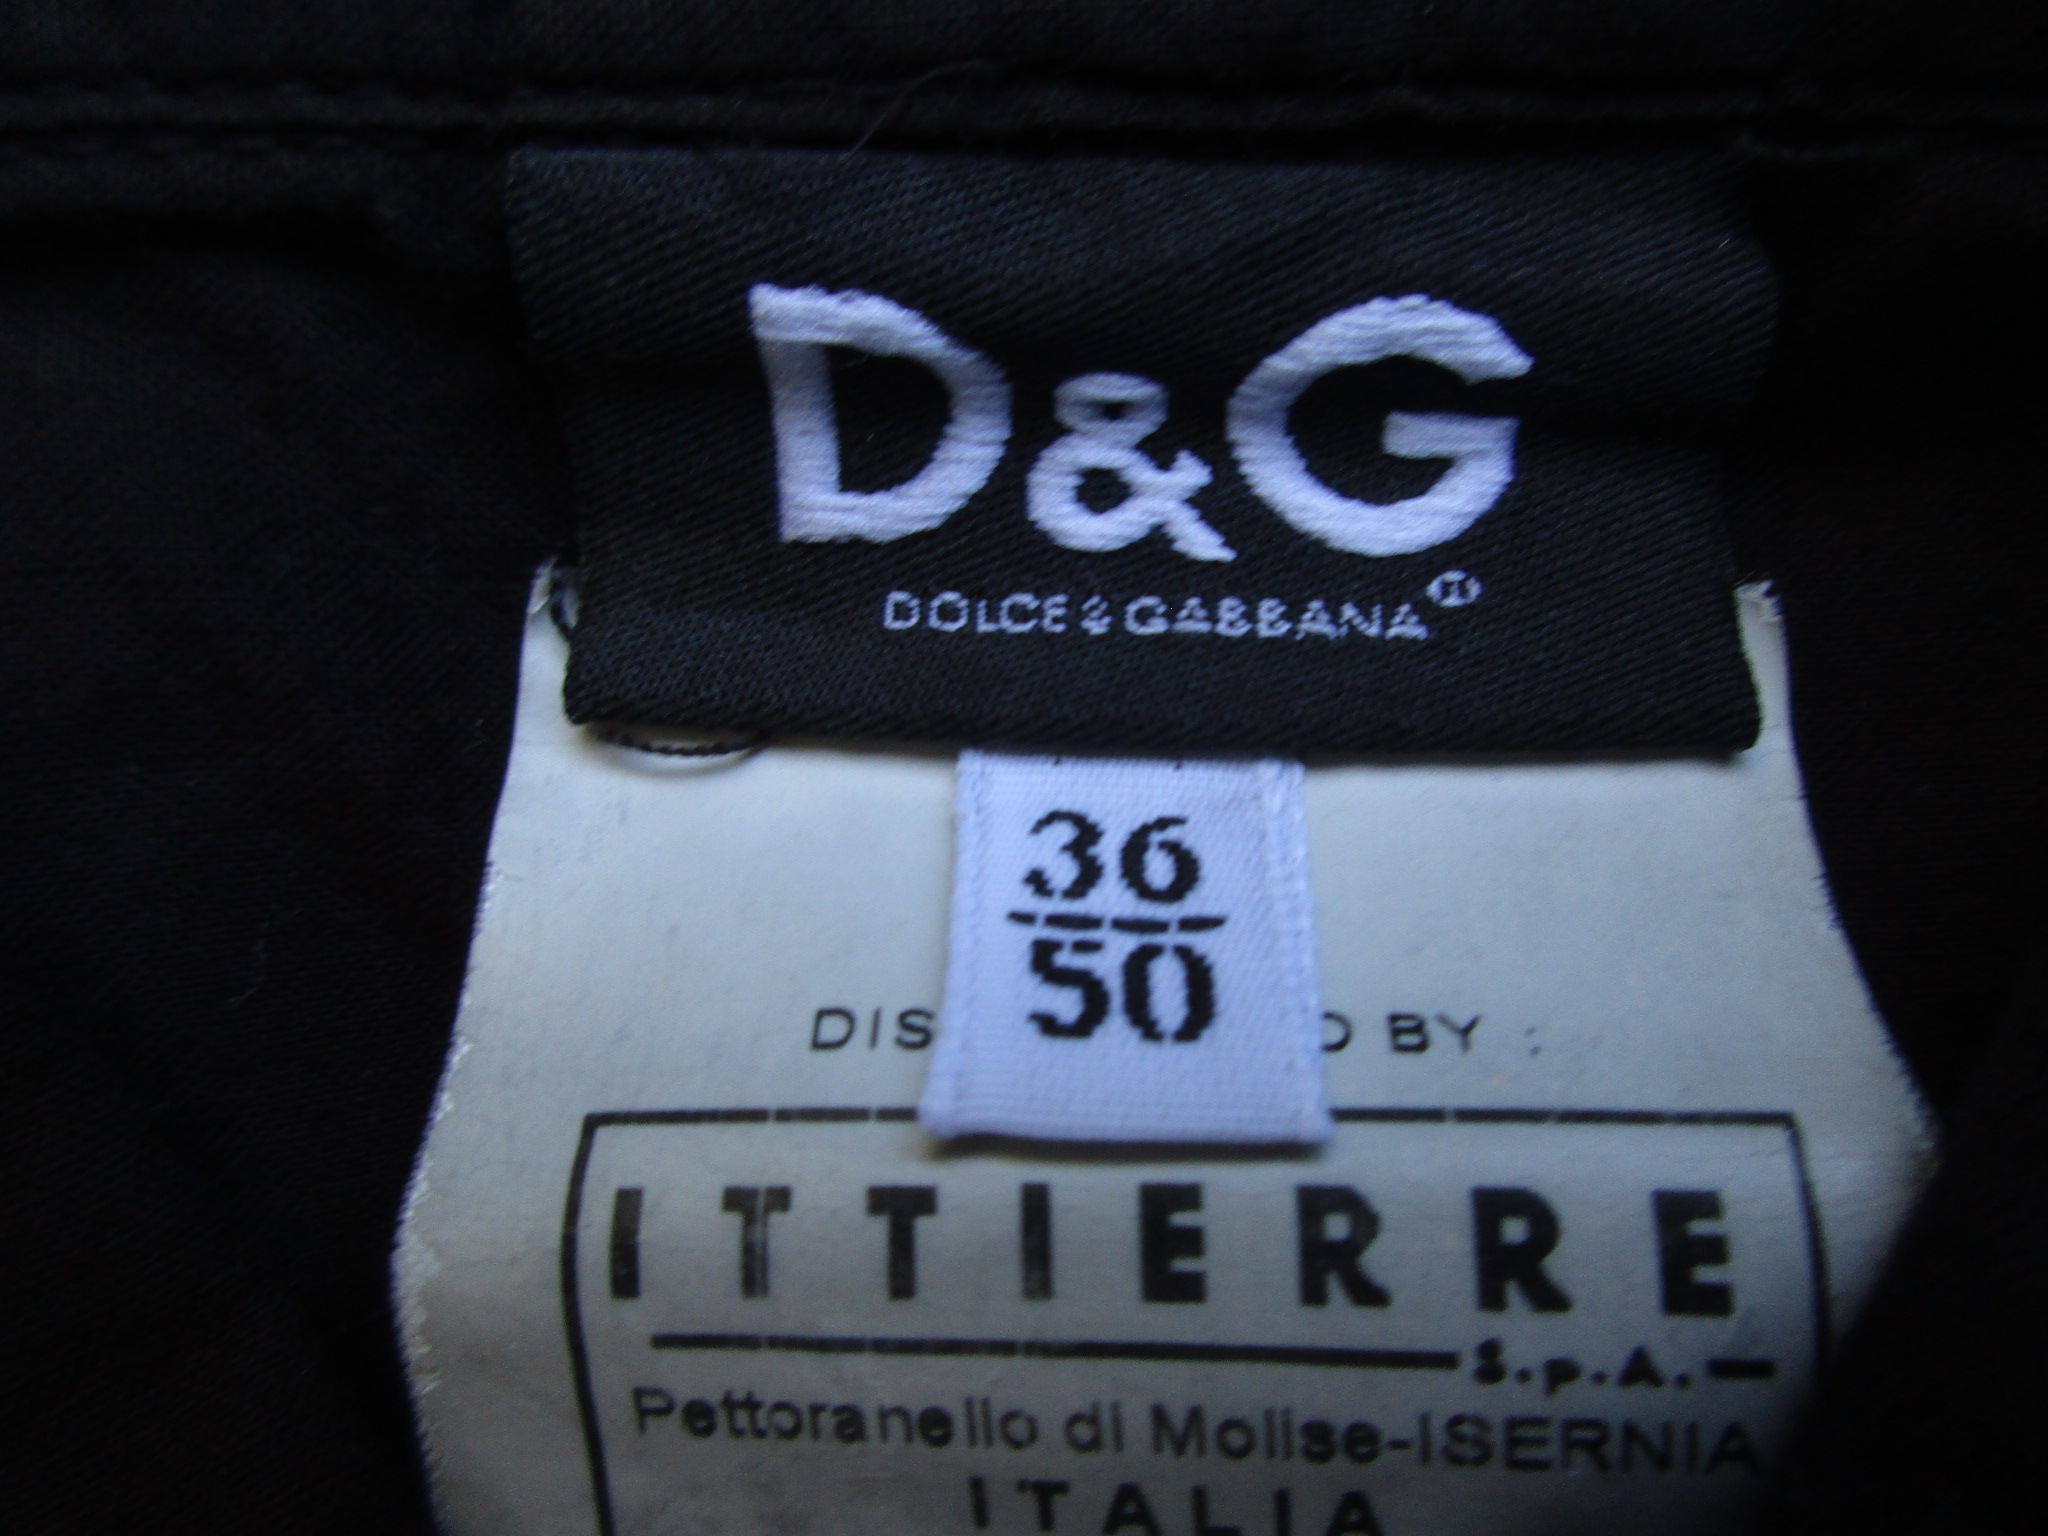 D&G
DOLCE & GABBANA®
36
50
DIS D BY :
ITTIERRE
S.p.A.
Pettoranello di Molise-ISERNIA
ITALIA